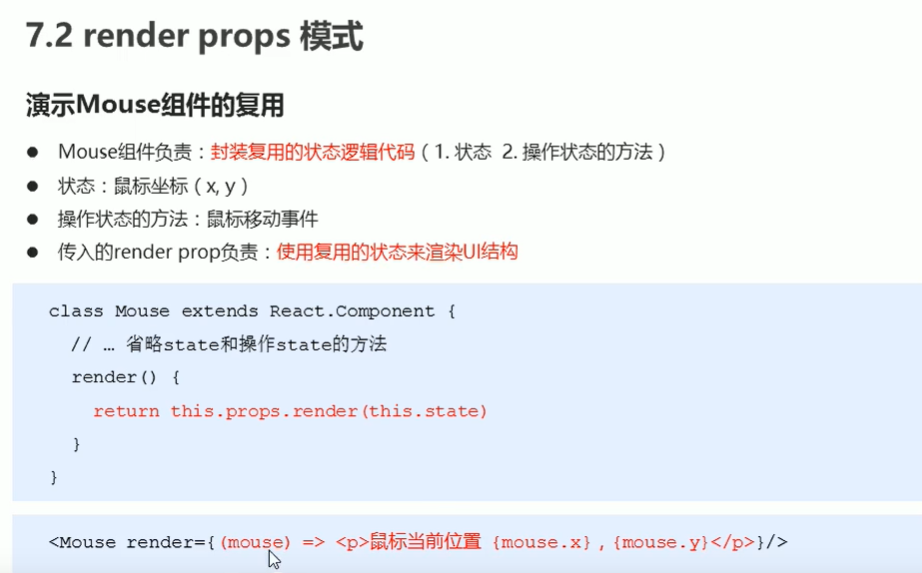 7.2 render props 模式
演示Mouse组件的复用
● Mouse组件负责：封装复用的状态逻辑代码（1. 状态 2. 操作状态的方法）
● 状态：鼠标坐标（x, y）
● 操作状态的方法：鼠标移动事件
● 传入的render prop负责：使用复用的状态来渲染UI结构
class Mouse extends React.Component {
// … 省略state和操作state的方法
render() {
return this.props.render(this.state)
}
}
<Mouse render={(mouse) => <p>鼠标当前位置 {mouse.x}，{mouse.y}</p>}/>